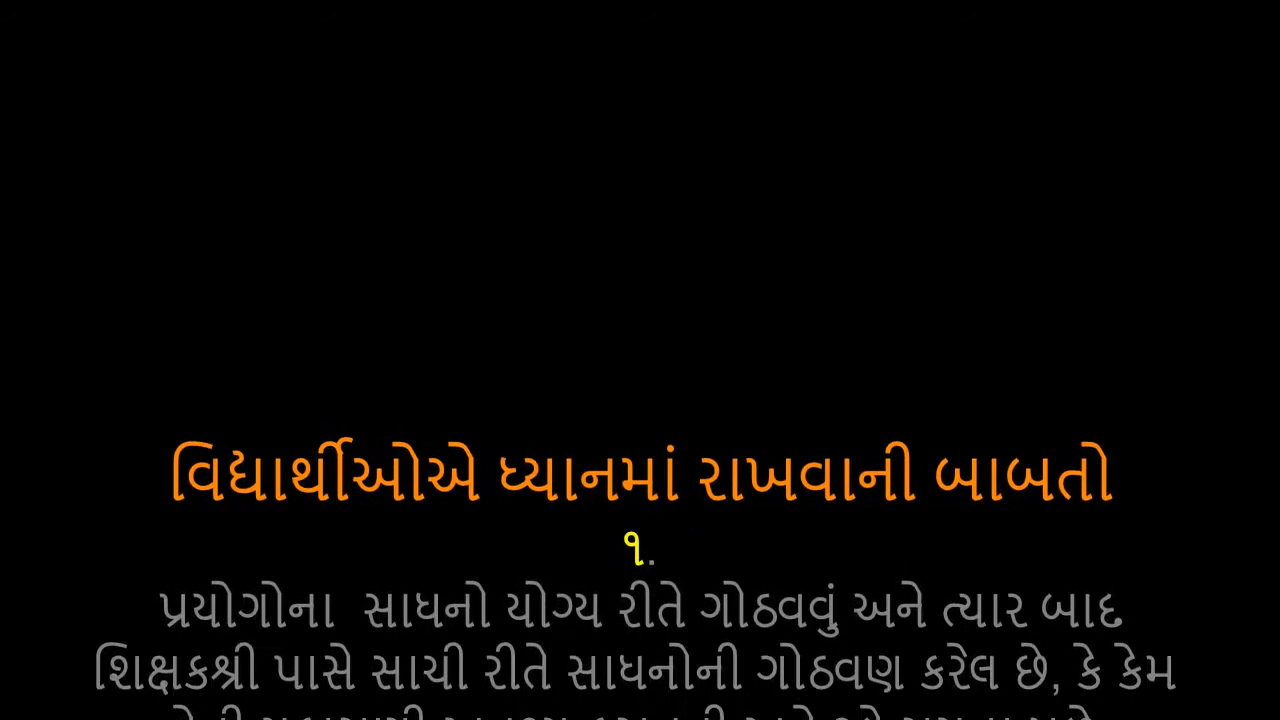 વિદ્યાર્થીઓએ ધ્યાનમાં રાખવાની બાબતો
૧.
પ્રયોગોના સાધનો યોગ્ય રીતે ગોઠવવું અને ત્યાર બાદ
શિક્ષકશ્રી પાસે સાચી રીતે સાધનોની ગોઠવણ કરેલ છે, કે કેમ